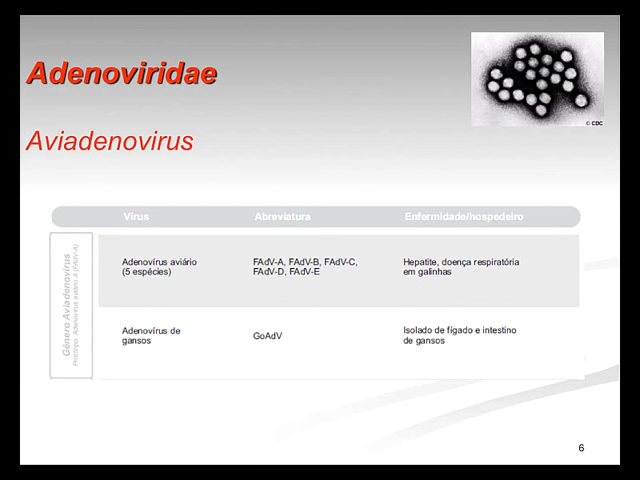 Adenoviridae
© CDC
Aviadenovirus
Vírus Abreviatura Enfermidade/hospedeiro
Gênero Aviadenovirus
Protótipo: Adenovírus aviário A (FAdV-A)
Adenovírus aviário
(5 espécies)
FAdV-A, FAdV-B, FAdV-C,
FAdV-D, FAdV-E
Hepatite, doença respiratória
em galinhas
Adenovírus de
gansos
GoAdV
Isolado de fígado e intestino
de gansos
6